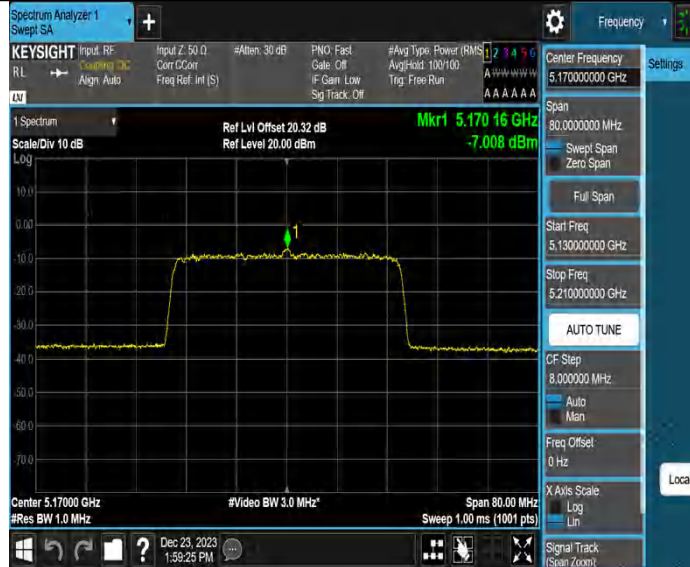 Spectrum Analyzer 1
Swept SA
Frequency
KEYSIGHT
Input: RF
Coupling: DC
Align: Auto
Input Z: 50 Ω
Corr CCorr
Freq Ref: Int (S)
#Atten: 30 dB
PNO: Fast
Gate: Off
IF Gain: Low
Sig Track: Off
#Avg Type: Power (RMS
Avg|Hold: 100/100
Trig: Free Run
1 2 3 4 5 6
A W W W W W
A A A A A A
RL
LXI
1 Spectrum
Scale/Div 10 dB
Ref Lvl Offset 20.32 dB
Ref Level 20.00 dBm
Mkr1 5.170 16 GHz
-7.008 dBm
Log
10.0
0.00
-10.0
-20.0
-30.0
-40.0
-50.0
-60.0
-70.0
1
Center 5.17000 GHz
#Res BW 1.0 MHz
#Video BW 3.0 MHz*
Span 80.00 MHz
Sweep 1.00 ms (1001 pts)
?
Dec 23, 2023
1:59:25 PM
Center Frequency
5.170000000 GHz
Settings
Span
80.0000000 MHz
Swept Span
Zero Span
Full Span
Start Freq
5.130000000 GHz
Stop Freq
5.210000000 GHz
AUTO TUNE
CF Step
8.000000 MHz
Auto
Man
Freq Offset
0 Hz
X Axis Scale
Log
Lin
Loca
Signal Track
(Span Zoom)